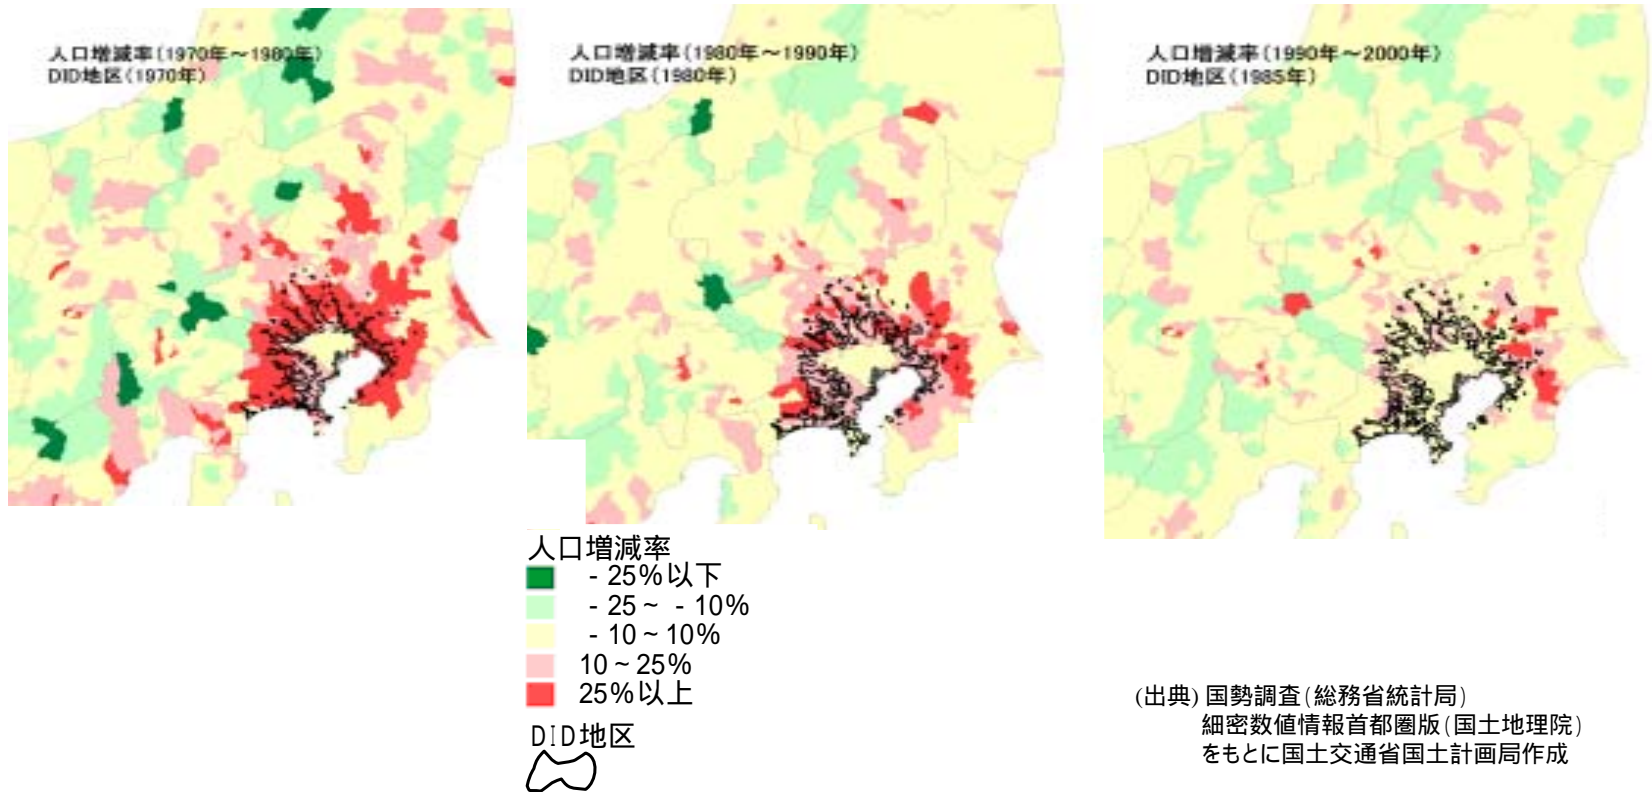 人口増減率(1970年～1980年)
DID地区(1970年)
人口増減率(1980年～1990年)
DID地区(1980年)
人口増減率(1990年～2000年)
DID地区(1985年)
人口増減率
- 25%以下
- 25～ - 10%
- 10～10%
10～25%
25%以上
DID地区
(出典) 国勢調査(総務省統計局)
細密数値情報首都圏版(国土地理院)
をもとに国土交通省国土計画局作成